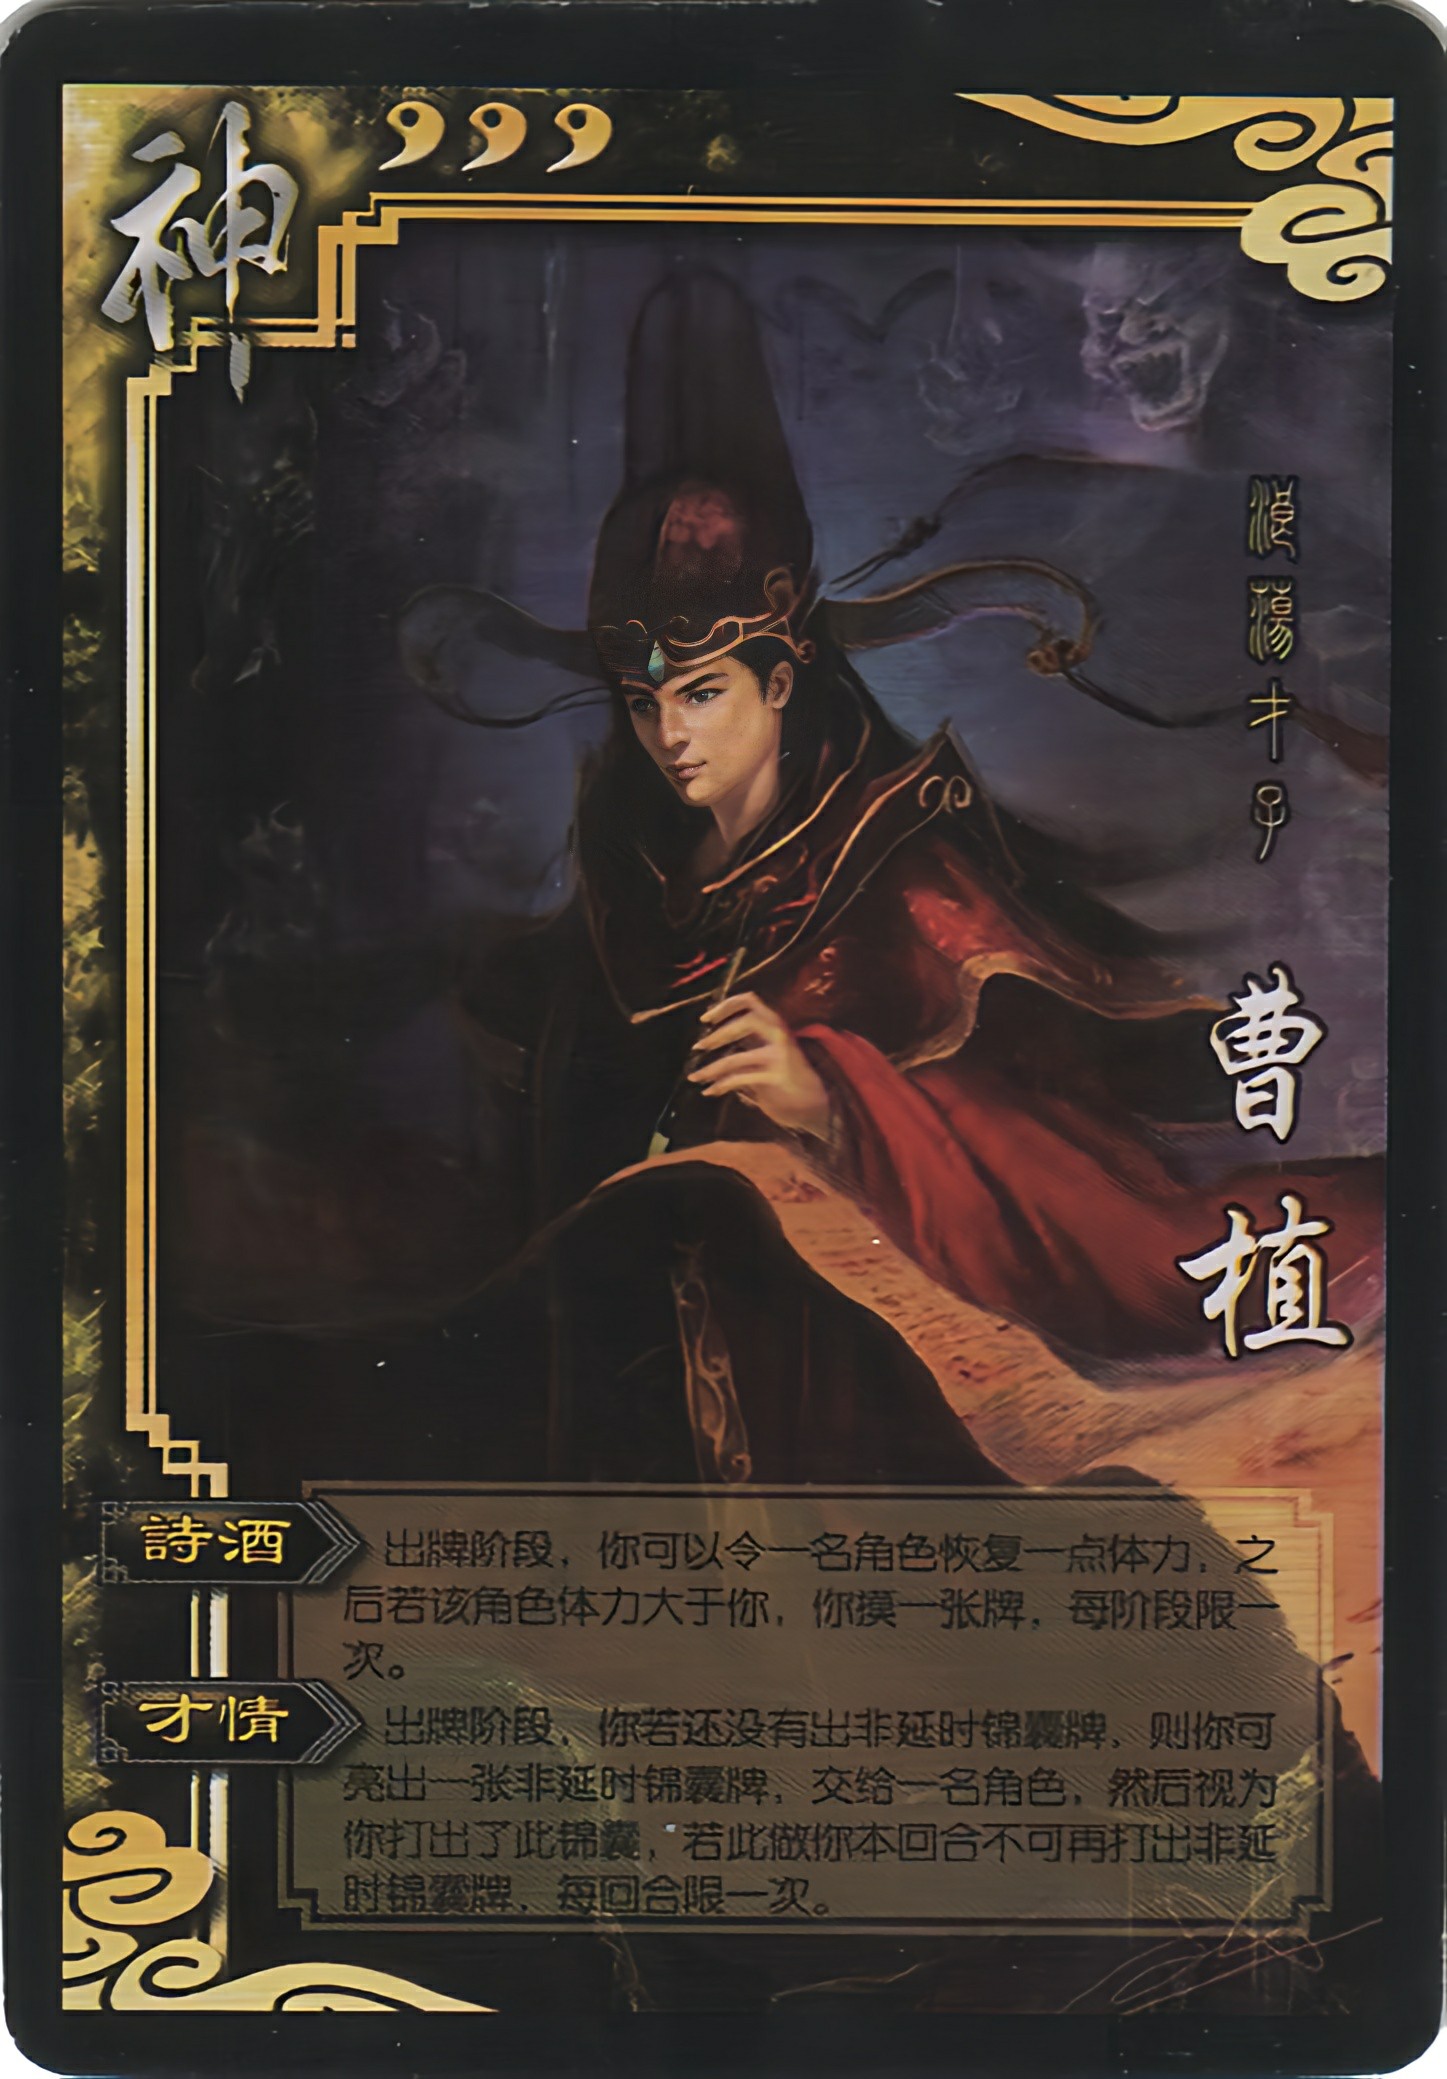 神
浪蕩才子
曹植
詩酒
出牌阶段，你可以令一名角色恢复一点体力，之
后若该角色体力大于你，你摸一张牌，每阶段限一
次。
才情
出牌阶段，你若还没有出非延时锦囊牌，则你可
亮出一张非延时锦囊牌，交给一名角色，然后视为
你打出了此锦囊，若此做你本回合不可再打出非延
时锦囊牌，每回合限一次。